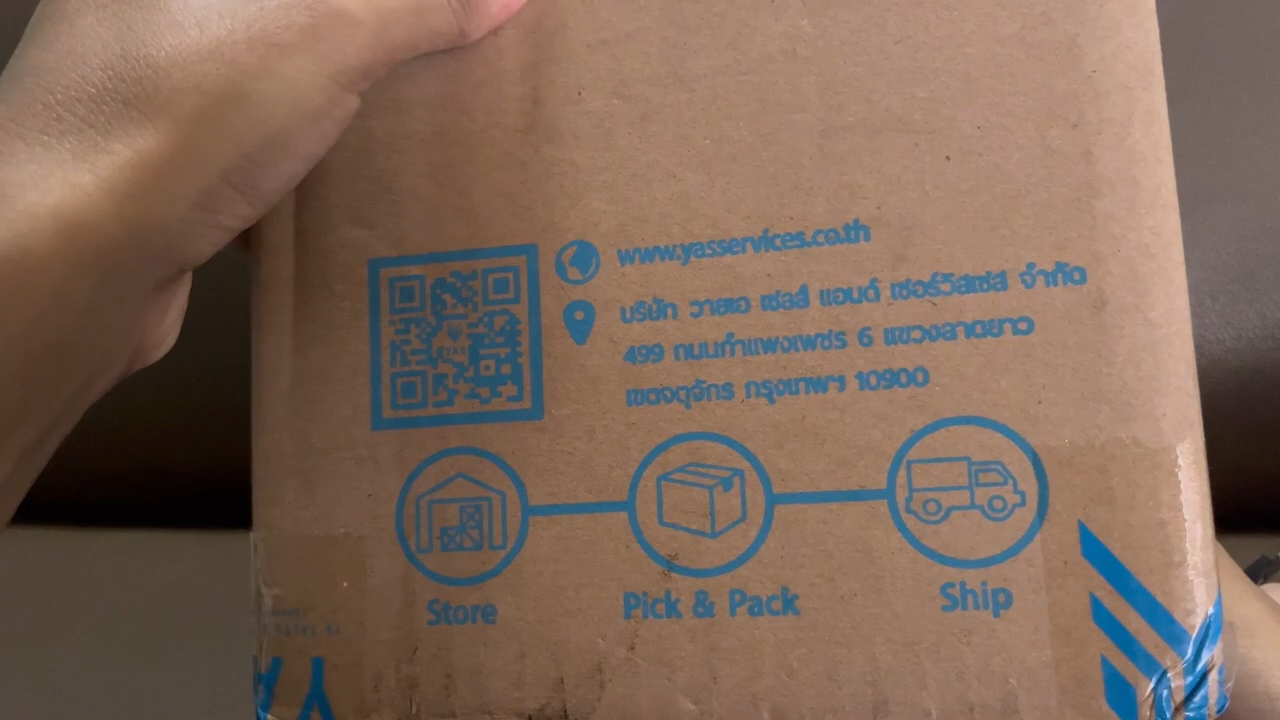 www.yasservices.co.th
บริษัท วายเอ เซลส์ แอนด์ เซอร์วิสเซส จำกัด
499 ถนนกำแพงเพชร 6 แขวงลาดยาว
เขตจตุจักร กรุงเทพฯ 10900
Store
Pick & Pack
Ship